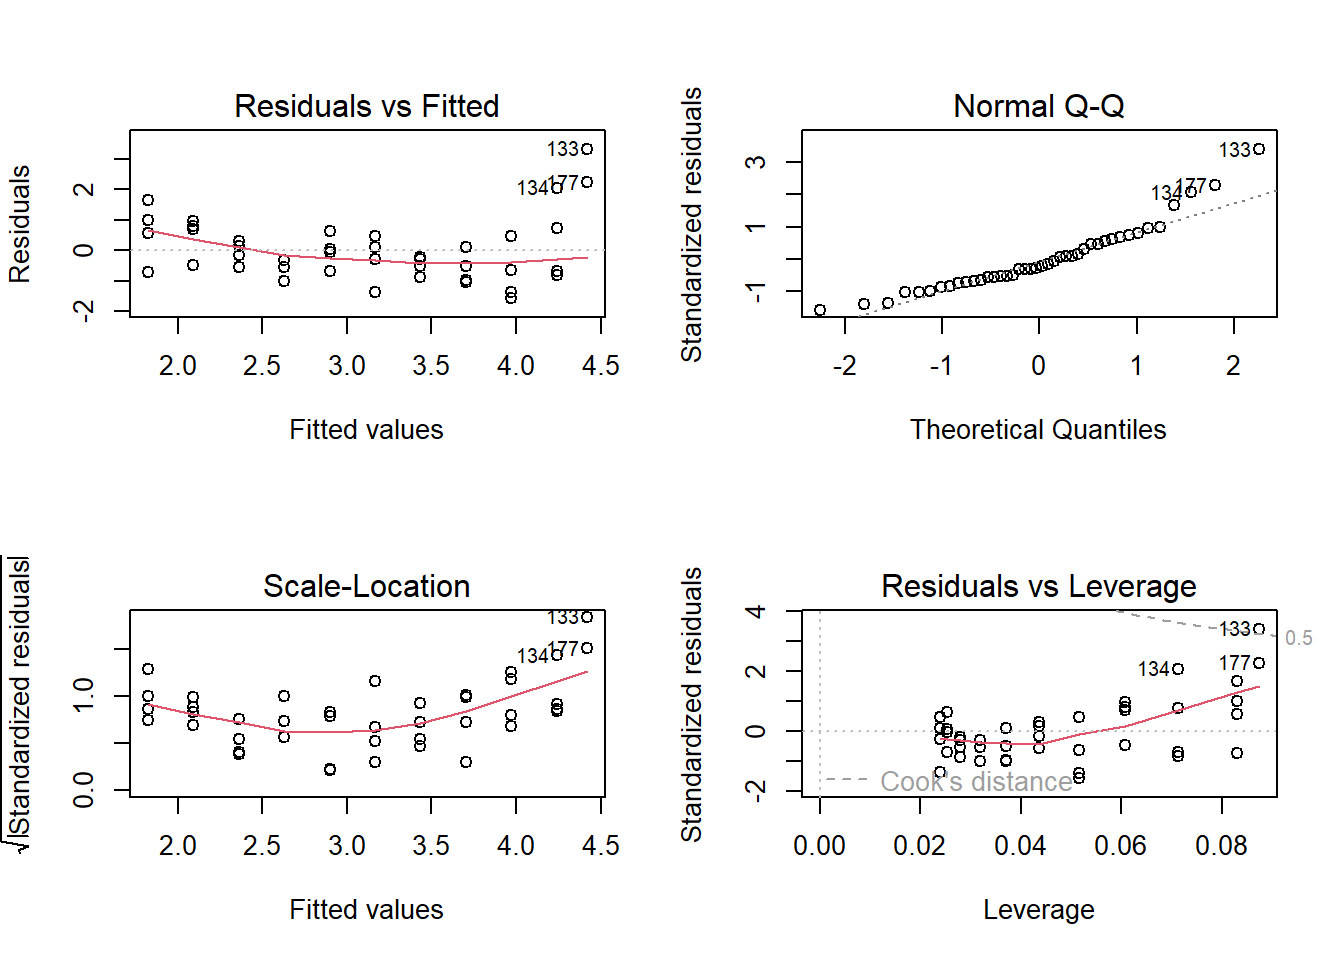 Residuals vs Fitted
Residuals
2
0
-2
133
134
177
2.0 2.5 3.0 3.5 4.0 4.5
Fitted values
Normal Q-Q
Standardized residuals
3
1
-1
133
177
134
-2 -1 0 1 2
Theoretical Quantiles
Scale-Location
√|Standardized residuals|
1.0
0.0
133
177
134
2.0 2.5 3.0 3.5 4.0 4.5
Fitted values
Residuals vs Leverage
Standardized residuals
4
2
0
-2
133
0.5
177
134
Cook's distance
0.00 0.02 0.04 0.06 0.08
Leverage